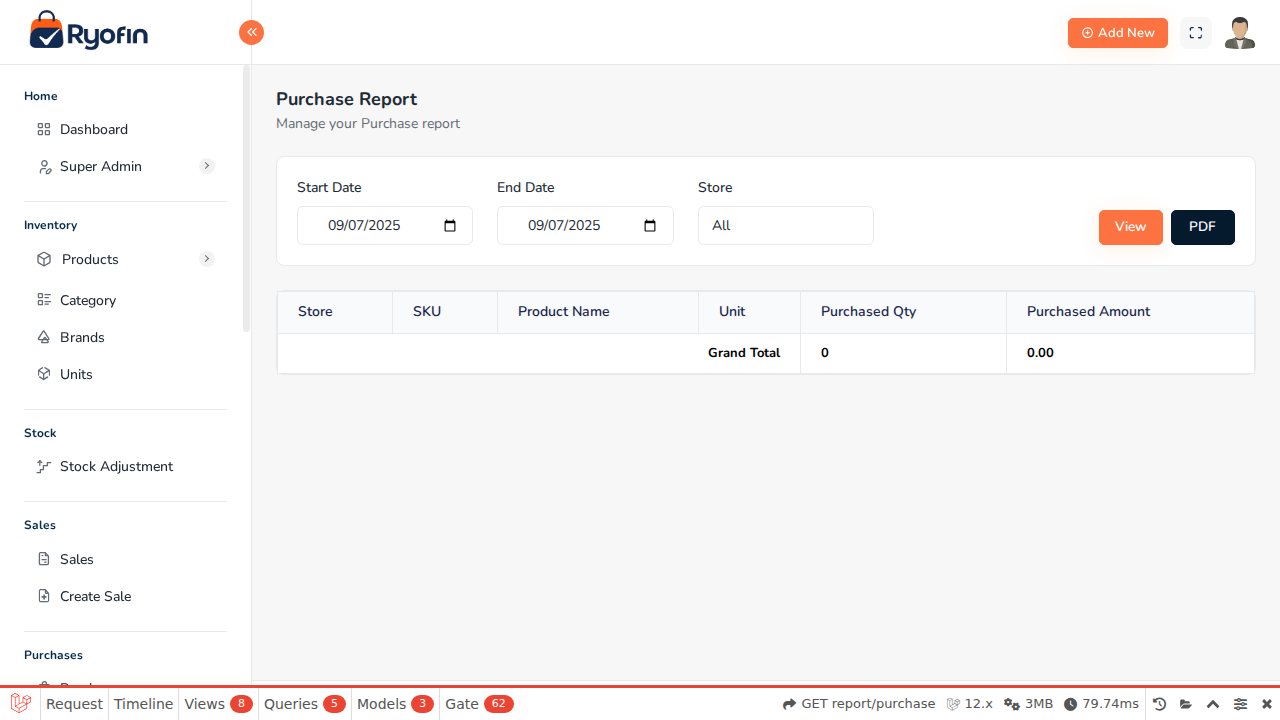 Ryofin
Add New
Home
Dashboard
Super Admin
Inventory
Products
Category
Brands
Units
Stock
Stock Adjustment
Sales
Sales
Create Sale
Purchases
Purchase Report
Manage your Purchase report
Start Date End Date Store
09/07/2025 09/07/2025 All View PDF
Store SKU Product Name Unit Purchased Qty Purchased Amount
Grand Total 0 0.00
Request Timeline Views 8 Queries 5 Models 3 Gate 62 GET report/purchase 12.x 3MB 79.74ms